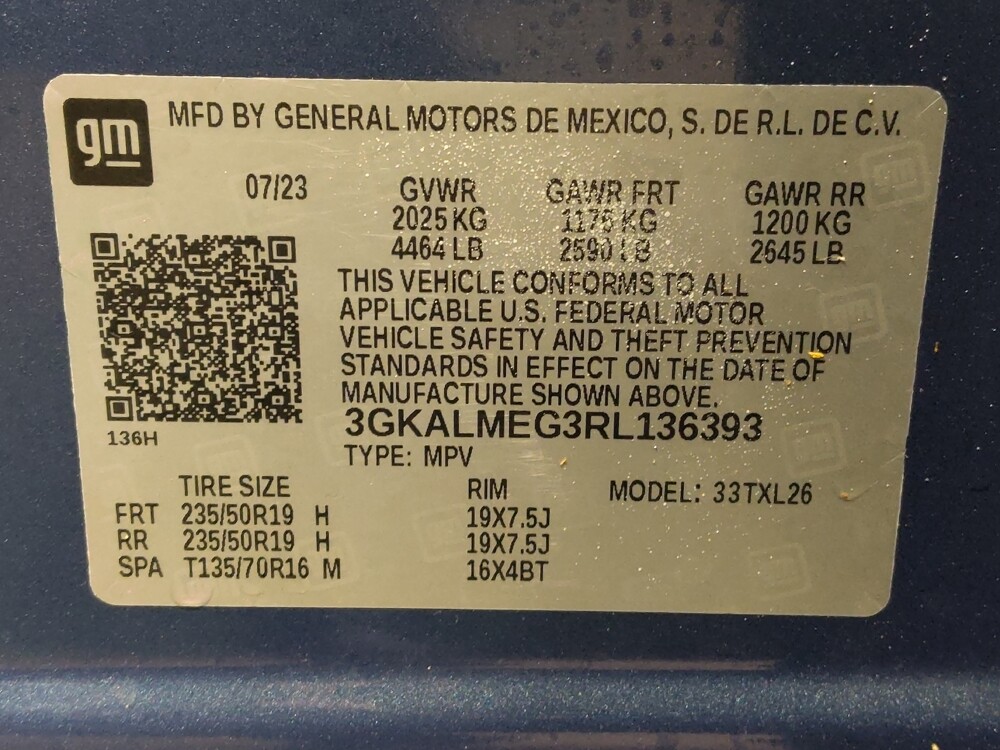 gm
MFD BY GENERAL MOTORS DE MEXICO, S. DE R.L. DE C.V.
07/23 GVWR GAWR FRT GAWR RR
2025 KG 1175 KG 1200 KG
4464 LB 2590 LB 2645 LB
THIS VEHICLE CONFORMS TO ALL
APPLICABLE U.S. FEDERAL MOTOR
VEHICLE SAFETY AND THEFT PREVENTION
STANDARDS IN EFFECT ON THE DATE OF
MANUFACTURE SHOWN ABOVE.
136H
3GKALMEG3RL136393
TYPE: MPV
TIRE SIZE RIM MODEL: 33TXL26
FRT 235/50R19 H 19X7.5J
RR 235/50R19 H 19X7.5J
SPA T135/70R16 M 16X4BT